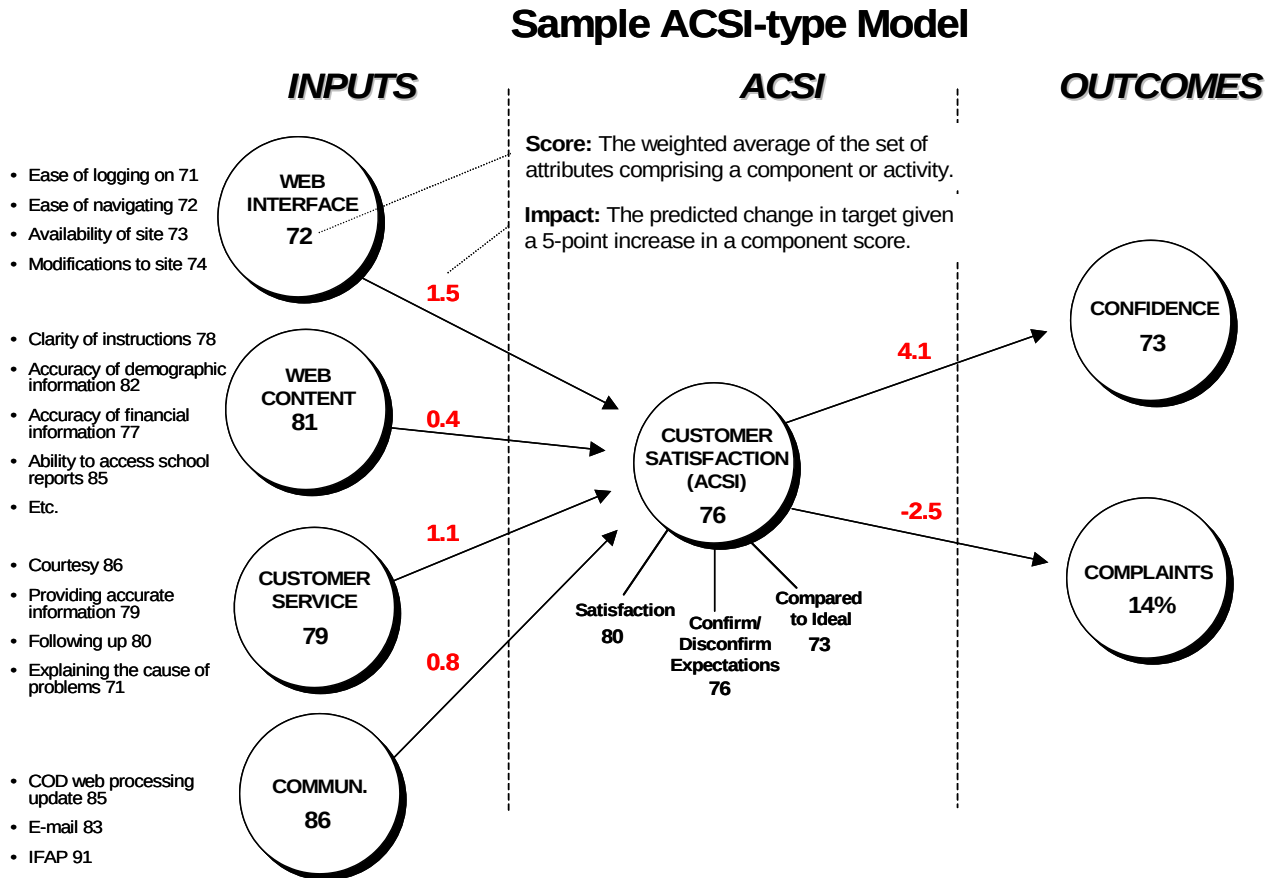 Sample ACSI-type Model
INPUTS
ACSI
OUTCOMES
Score: The weighted average of the set of
attributes comprising a component or activity.
Impact: The predicted change in target given
a 5-point increase in a component score.
• Ease of logging on 71
• Ease of navigating 72
• Availability of site 73
• Modifications to site 74
WEB
INTERFACE
72
1.5
• Clarity of instructions 78
• Accuracy of demographic
information 82
• Accuracy of financial
information 77
• Ability to access school
reports 85
• Etc.
WEB
CONTENT
81
0.4
• Courtesy 86
• Providing accurate
information 79
• Following up 80
• Explaining the cause of
problems 71
CUSTOMER
SERVICE
79
1.1
• COD web processing
update 85
• E-mail 83
• IFAP 91
COMMUN.
86
0.8
CUSTOMER
SATISFACTION
(ACSI)
76
Satisfaction
80
Confirm/
Disconfirm
Expectations
76
Compared
to Ideal
73
4.1
-2.5
CONFIDENCE
73
COMPLAINTS
14%